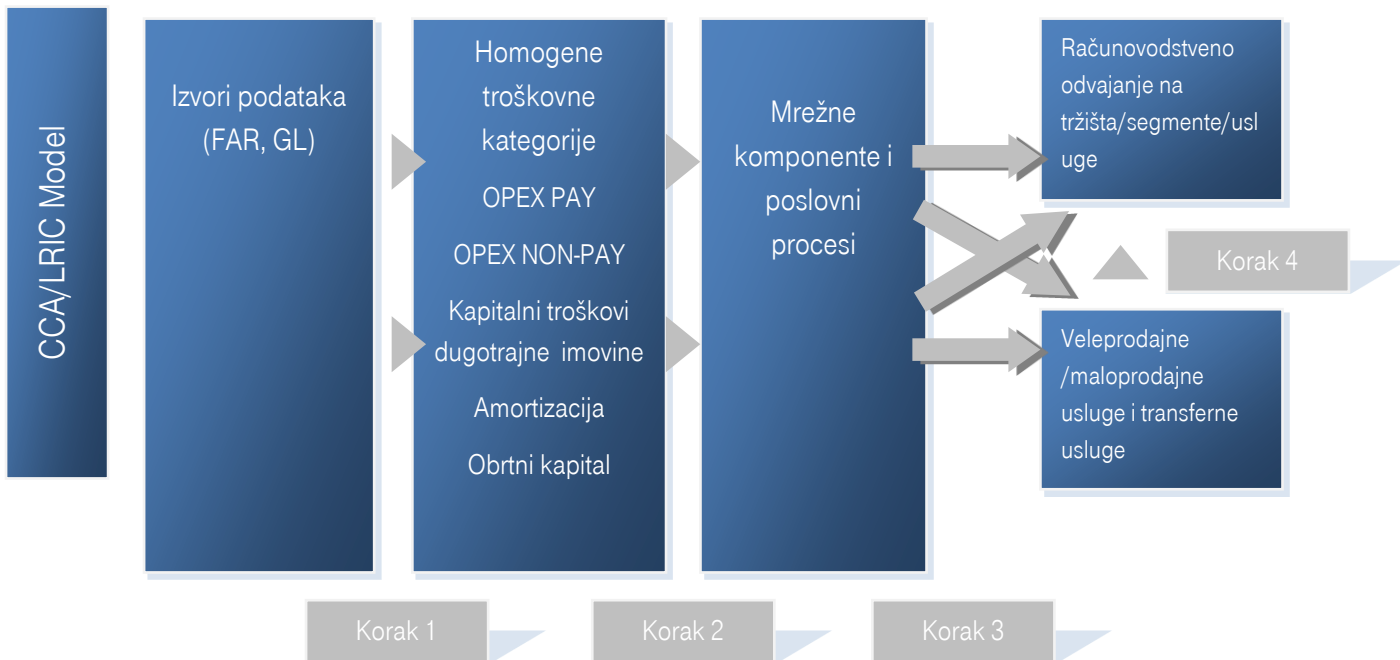 CCA/LRIC Model
Izvori podataka
(FAR, GL)
Homogene
troškovne
kategorije
OPEX PAY
OPEX NON-PAY
Kapitalni troškovi
dugotrajne imovine
Amortizacija
Obrtni kapital
Mrežne
komponente i
poslovni
procesi
Računovodstveno
odvajanje na
tržišta/segmente/usl
uge
Korak 4
Veleprodajne
/maloprodajne
usluge i transferne
usluge
Korak 1
Korak 2
Korak 3